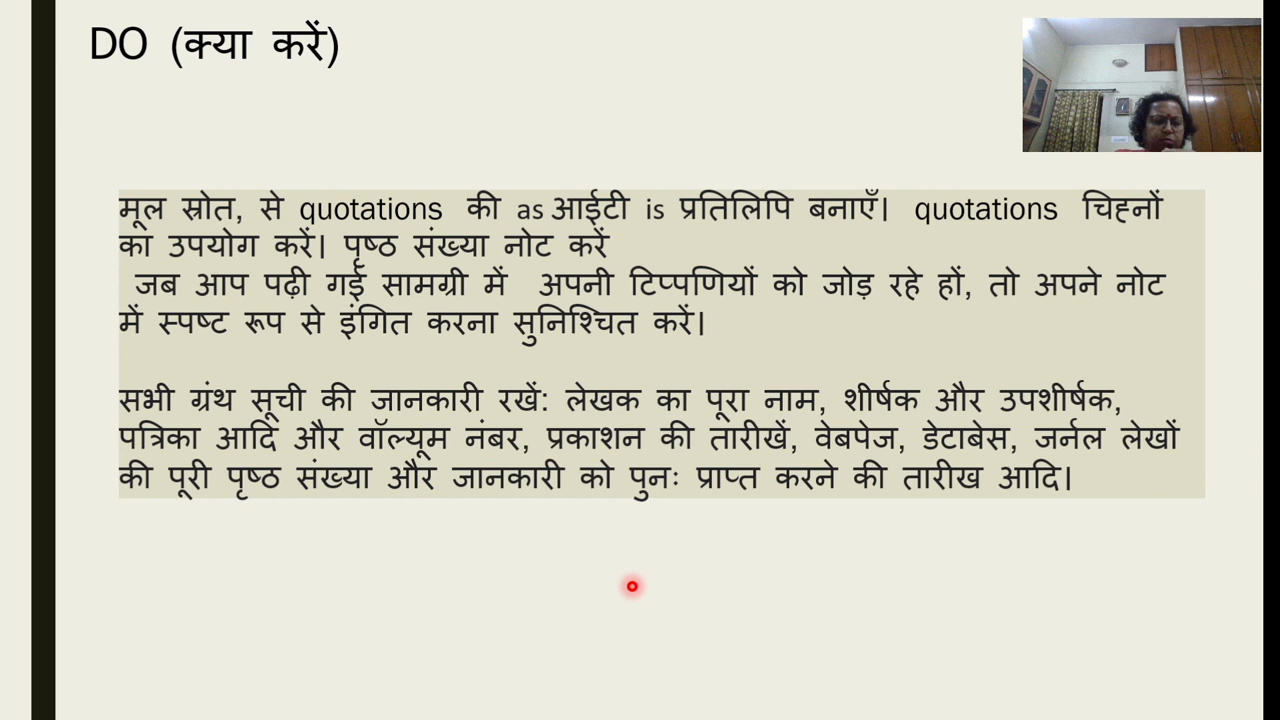 DO (क्या करें)
मूल स्रोत, से quotations की as आईटी is प्रतिलिपि बनाएँ। quotations चिह्नों
का उपयोग करें। पृष्ठ संख्या नोट करें
जब आप पढ़ी गई सामग्री में अपनी टिप्पणियों को जोड़ रहे हों, तो अपने नोट
में स्पष्ट रूप से इंगित करना सुनिश्चित करें।
सभी ग्रंथ सूची की जानकारी रखें: लेखक का पूरा नाम, शीर्षक और उपशीर्षक,
पत्रिका आदि और वॉल्यूम नंबर, प्रकाशन की तारीखें, वेबपेज, डेटाबेस, जर्नल लेखों
की पूरी पृष्ठ संख्या और जानकारी को पुनः प्राप्त करने की तारीख आदि।